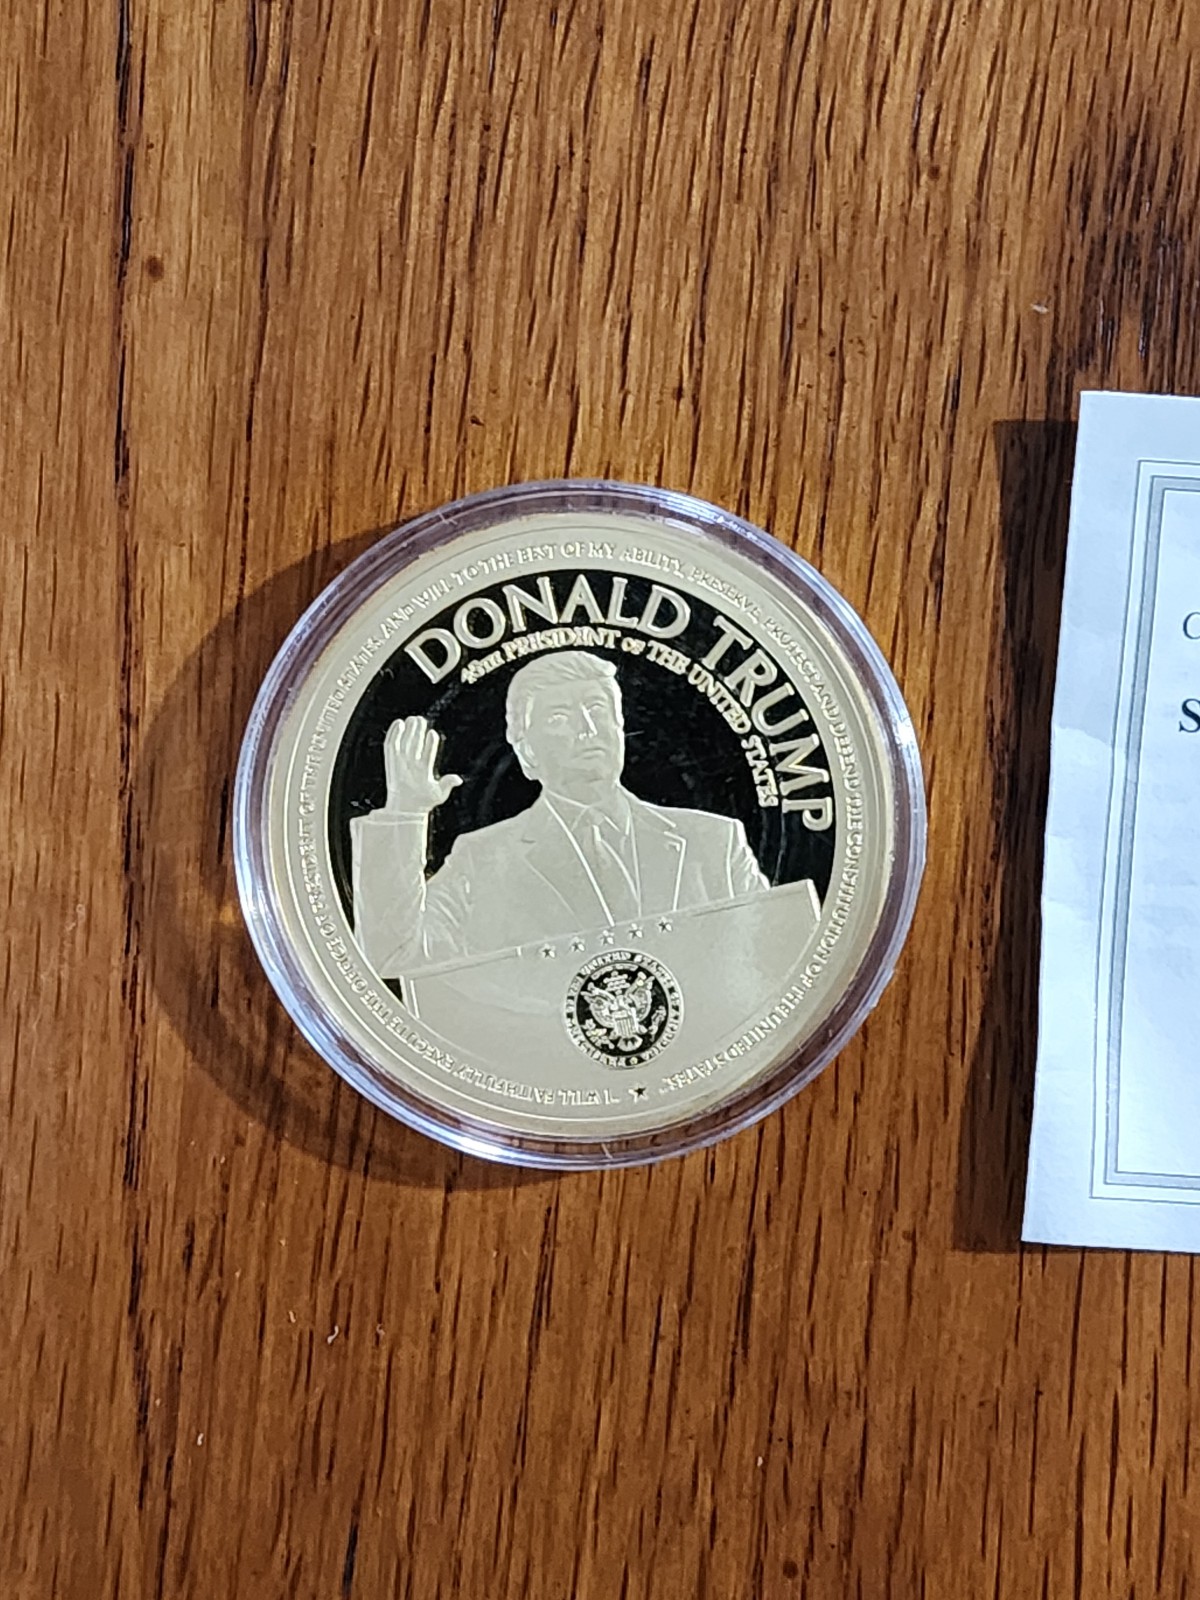 DONALD TRUMP
45TH PRESIDENT OF THE UNITED STATES
"I WILL FAITHFULLY EXECUTE THE OFFICE OF PRESIDENT OF THE UNITED STATES, AND WILL TO THE BEST OF MY ABILITY, PRESERVE, PROTECT AND DEFEND THE CONSTITUTION OF THE UNITED STATES."
C
S